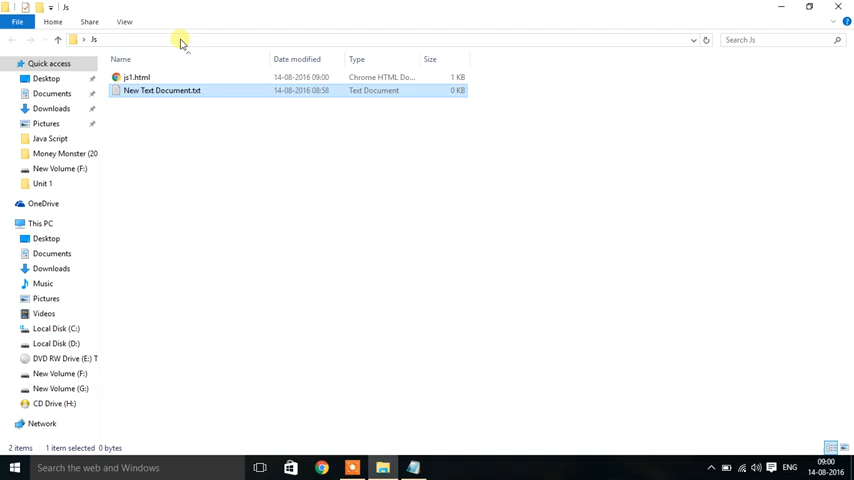 Js
File Home Share View
Js Search Js
Name Date modified Type Size
Quick access
Desktop
Documents
Downloads
Pictures
Java Script
Money Monster (20
New Volume (F:)
Unit 1
OneDrive
This PC
Desktop
Documents
Downloads
Music
Pictures
Videos
Local Disk (C:)
Local Disk (D:)
DVD RW Drive (E:) T
New Volume (F:)
New Volume (G:)
CD Drive (H:)
Network
js1.html 14-08-2016 09:00 Chrome HTML Do... 1 KB
New Text Document.txt 14-08-2016 08:58 Text Document 0 KB
2 items 1 item selected 0 bytes
Search the web and Windows
ENG
09:00
14-08-2016